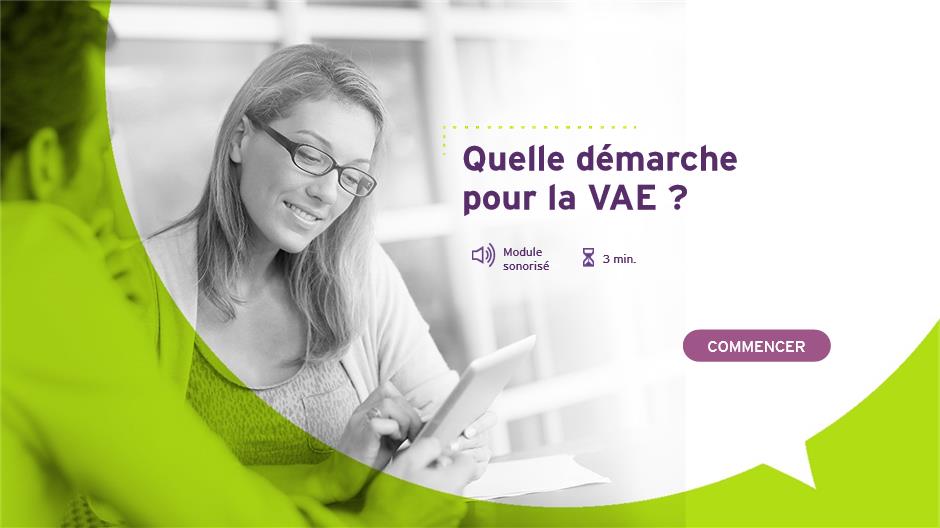 Quelle démarche
pour la VAE ?
Module
sonorisé
3 min.
COMMENCER